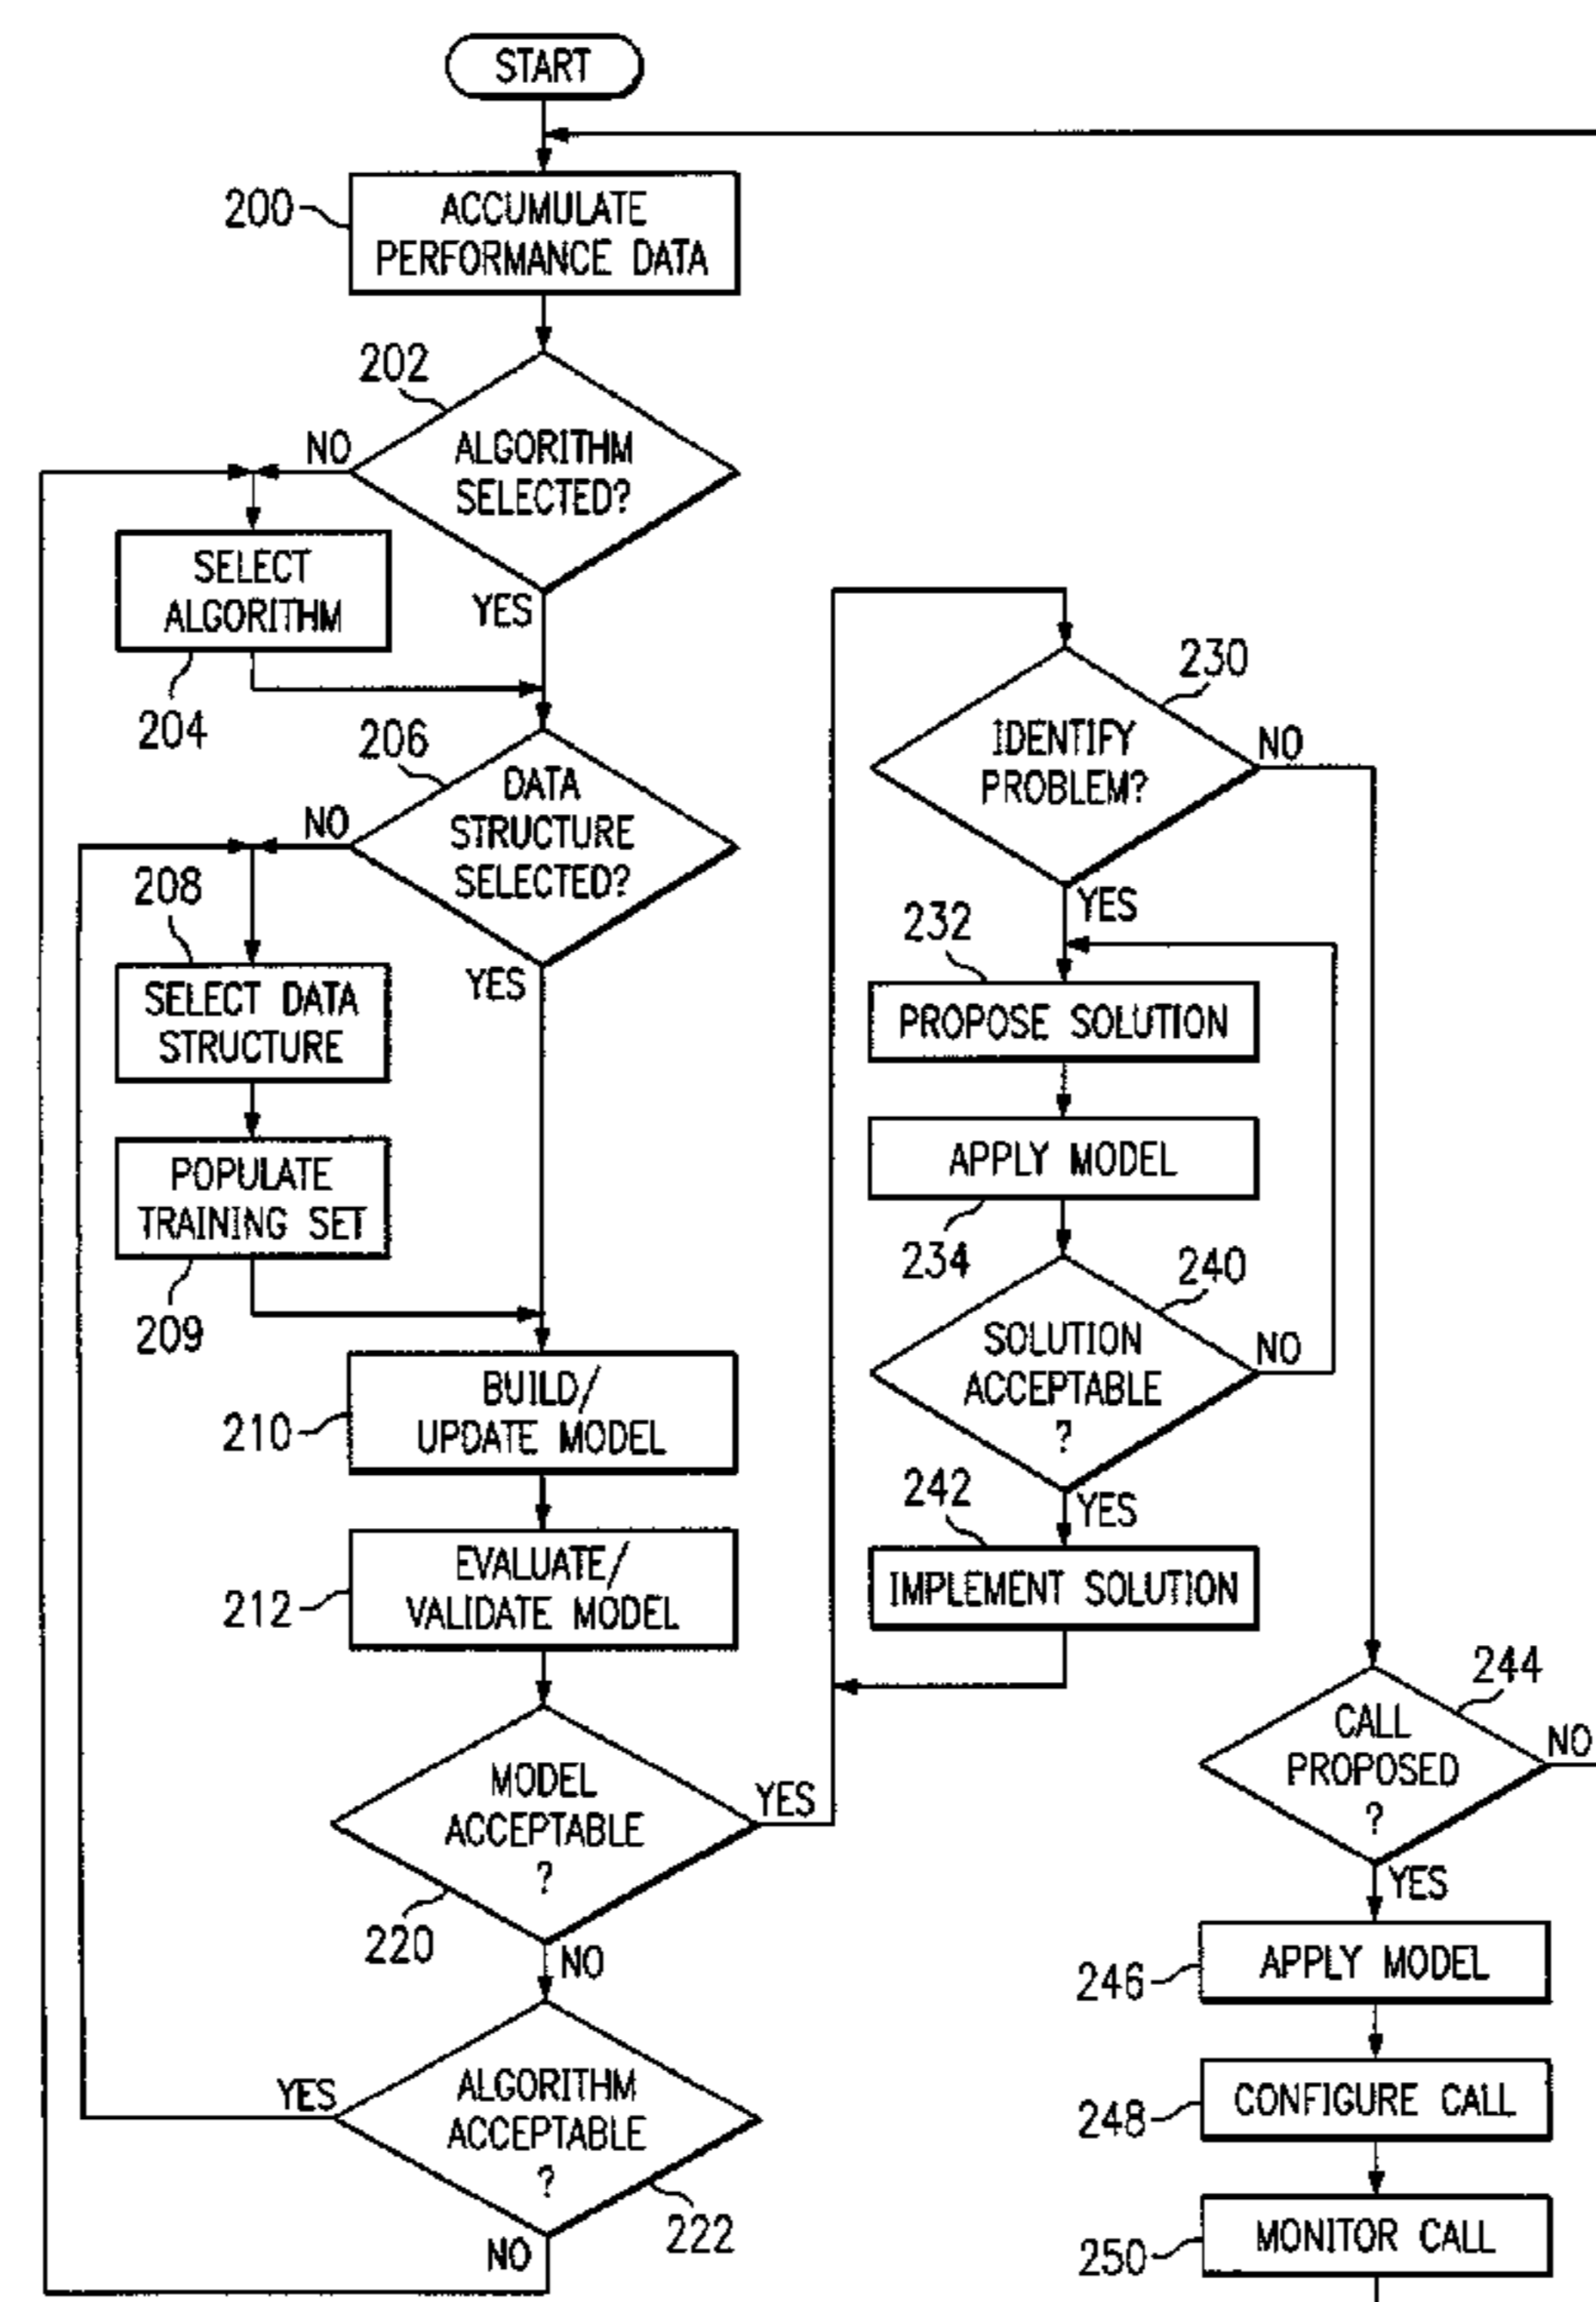 START
200
ACCUMULATE
PERFORMANCE DATA
202
ALGORITHM
SELECTED?
NO
YES
SELECT
ALGORITHM
204
206
DATA
STRUCTURE
SELECTED?
NO
YES
208
SELECT DATA
STRUCTURE
POPULATE
TRAINING SET
209
210
BUILD/
UPDATE MODEL
212
EVALUATE/
VALIDATE MODEL
MODEL
ACCEPTABLE
?
YES
220
NO
ALGORITHM
ACCEPTABLE
?
YES
222
NO
230
IDENTIFY
PROBLEM?
NO
YES
232
PROPOSE SOLUTION
APPLY MODEL
234
240
SOLUTION
ACCEPTABLE
?
NO
YES
242
IMPLEMENT SOLUTION
244
CALL
PROPOSED
?
NO
YES
246
APPLY MODEL
248
CONFIGURE CALL
250
MONITOR CALL